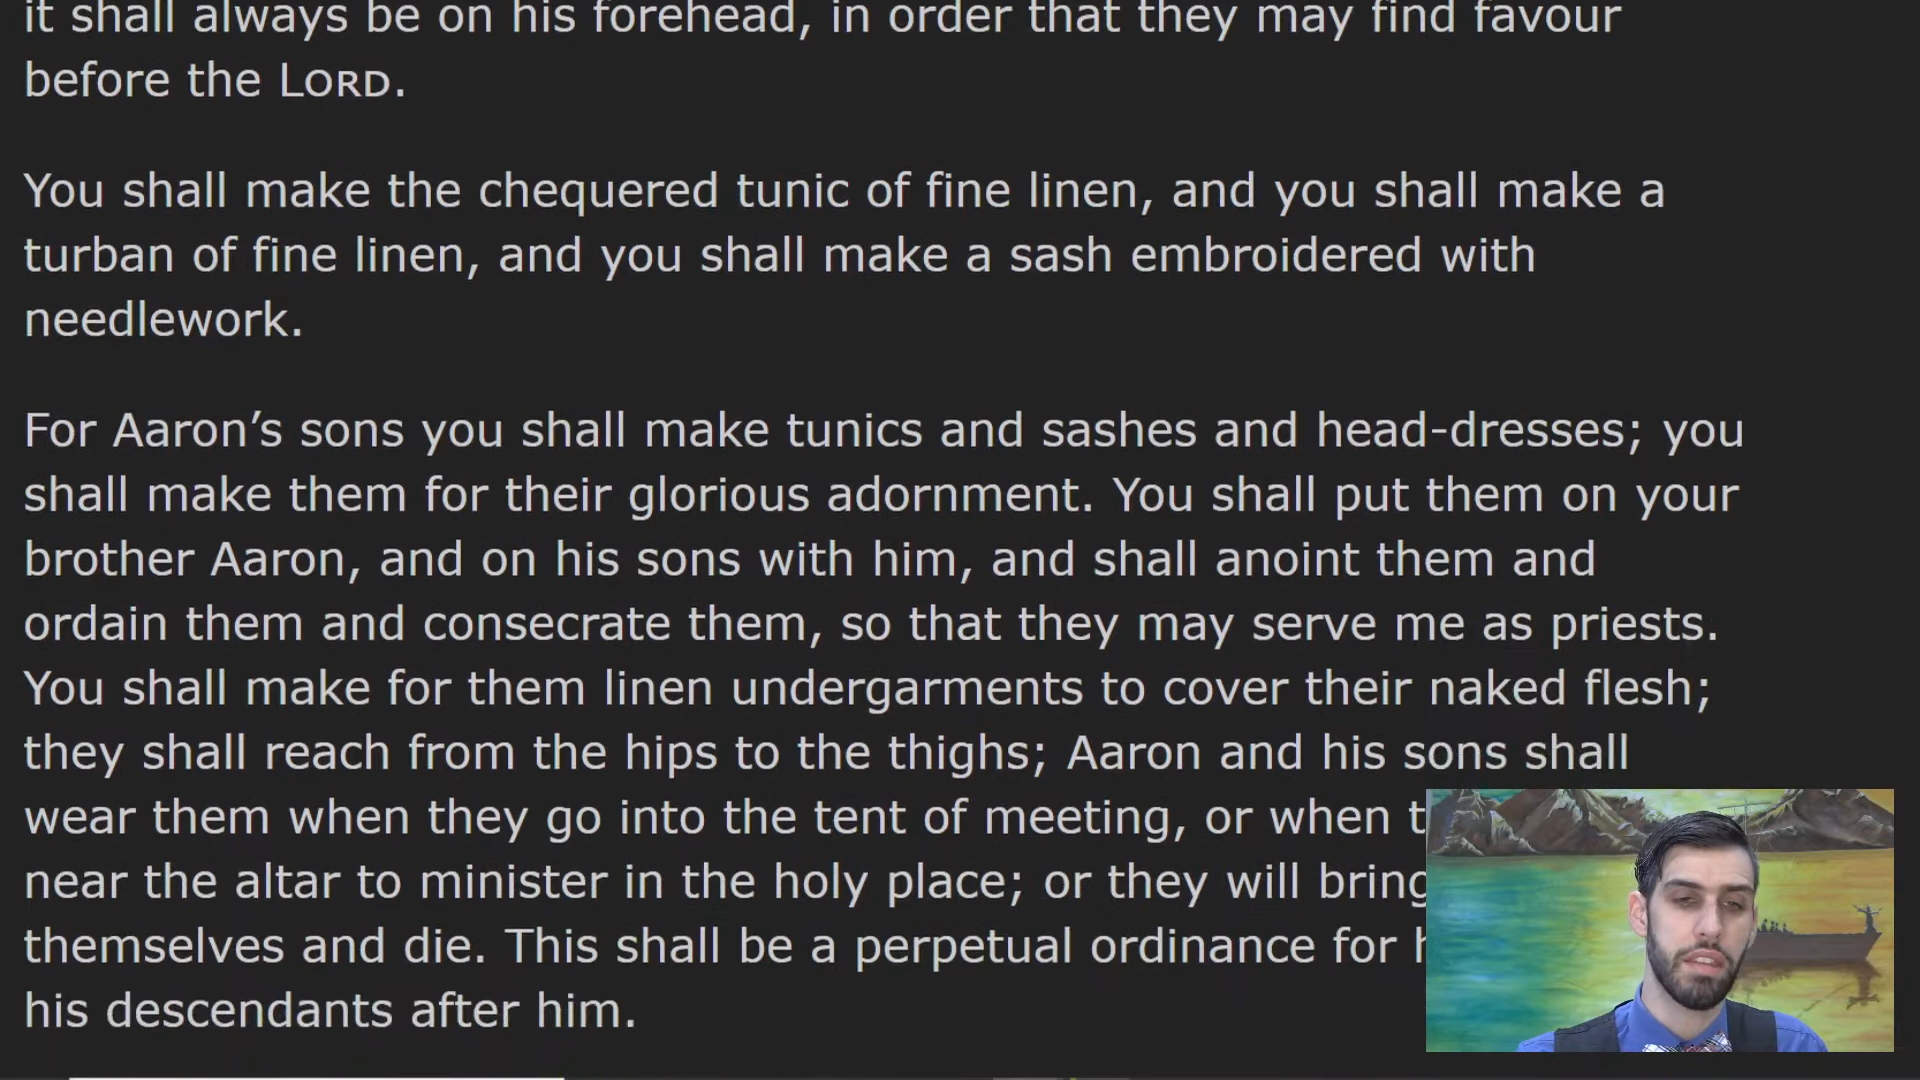 it shall always be on his forehead, in order that they may find favour
before the LORD.
You shall make the chequered tunic of fine linen, and you shall make a
turban of fine linen, and you shall make a sash embroidered with
needlework.
For Aaron’s sons you shall make tunics and sashes and head-dresses; you
shall make them for their glorious adornment. You shall put them on your
brother Aaron, and on his sons with him, and shall anoint them and
ordain them and consecrate them, so that they may serve me as priests.
You shall make for them linen undergarments to cover their naked flesh;
they shall reach from the hips to the thighs; Aaron and his sons shall
wear them when they go into the tent of meeting, or when
near the altar to minister in the holy place; or they will bring
themselves and die. This shall be a perpetual ordinance for
his descendants after him.